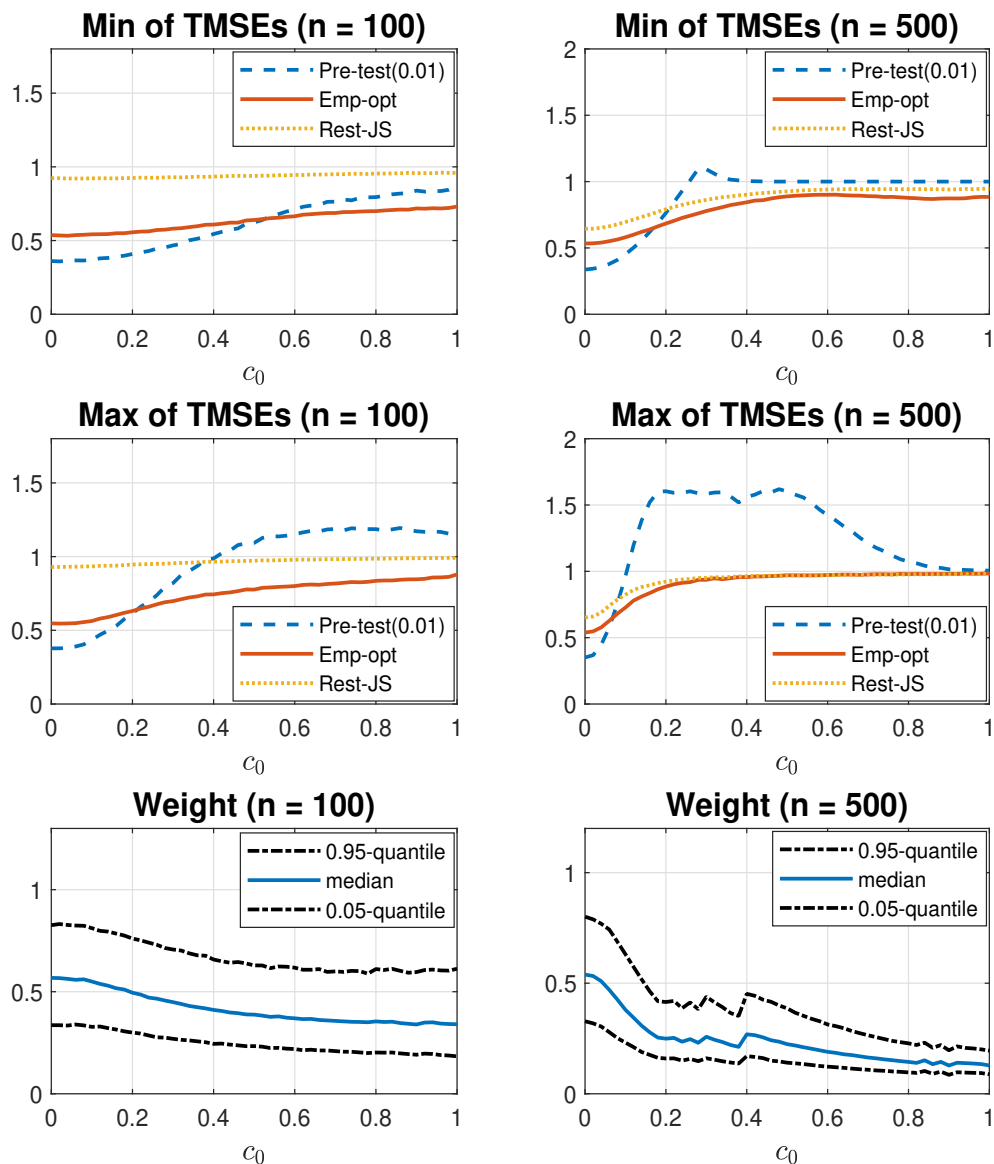 Min of TMSEs (n = 100)
1.5
1
0.5
0
Pre-test(0.01)
Emp-opt
Rest-JS
0 0.2 0.4 0.6 0.8 1
c₀
Min of TMSEs (n = 500)
2
1.5
1
0.5
0
Pre-test(0.01)
Emp-opt
Rest-JS
0 0.2 0.4 0.6 0.8 1
c₀
Max of TMSEs (n = 100)
1.5
1
0.5
0
Pre-test(0.01)
Emp-opt
Rest-JS
0 0.2 0.4 0.6 0.8 1
c₀
Max of TMSEs (n = 500)
2
1.5
1
0.5
0
Pre-test(0.01)
Emp-opt
Rest-JS
0 0.2 0.4 0.6 0.8 1
c₀
Weight (n = 100)
1
0.5
0
0.95-quantile
median
0.05-quantile
0 0.2 0.4 0.6 0.8 1
c₀
Weight (n = 500)
1
0.5
0
0.95-quantile
median
0.05-quantile
0 0.2 0.4 0.6 0.8 1
c₀